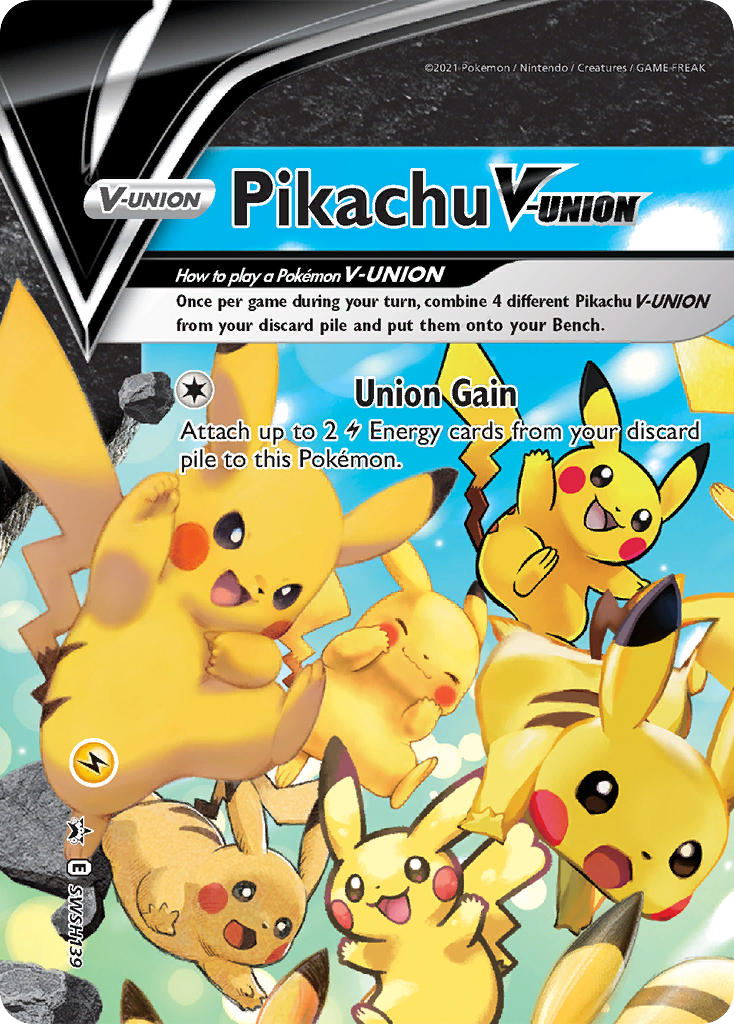 ©2021 Pokémon / Nintendo / Creatures / GAME FREAK
V-UNION
Pikachu V-UNION
How to play a Pokémon V-UNION
Once per game during your turn, combine 4 different Pikachu V-UNION
from your discard pile and put them onto your Bench.
Union Gain
Attach up to 2 Energy cards from your discard
pile to this Pokémon.
E SWSH139